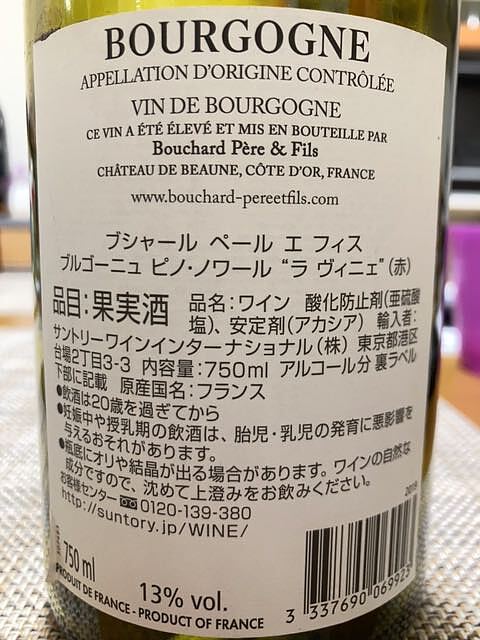 BOURGOGNE
APPELLATION D'ORIGINE CONTRÔLÉE
VIN DE BOURGOGNE
CE VIN A ÉTÉ ÉLEVÉ ET MIS EN BOUTEILLE PAR
Bouchard Père & Fils
CHÂTEAU DE BEAUNE, CÔTE D'OR, FRANCE
www.bouchard-pereetfils.com
ブシャール ペール エ フィス
ブルゴーニュ ピノ・ノワール “ラ ヴィニェ”(赤)
品目:果実酒 品名:ワイン 酸化防止剤(亜硫酸
塩)、安定剤(アカシア) 輸入者:
サントリーワインインターナショナル(株) 東京都港区
台場2丁目3-3 内容量:750ml アルコール分 裏ラベル
下部に記載 原産国名:フランス
●飲酒は20歳を過ぎてから
●妊娠中や授乳期の飲酒は、胎児・乳児の発育に悪影響を
与えるおそれがあります。
●瓶底にオリや結晶が出る場合があります。ワインの自然な
成分ですので、沈めて上澄みをお飲みください。
お客様センター 0120-139-380
http://suntory.jp/WINE/
2019
750 ml
13% vol.
PRODUIT DE FRANCE - PRODUCT OF FRANCE
3 337690 069923